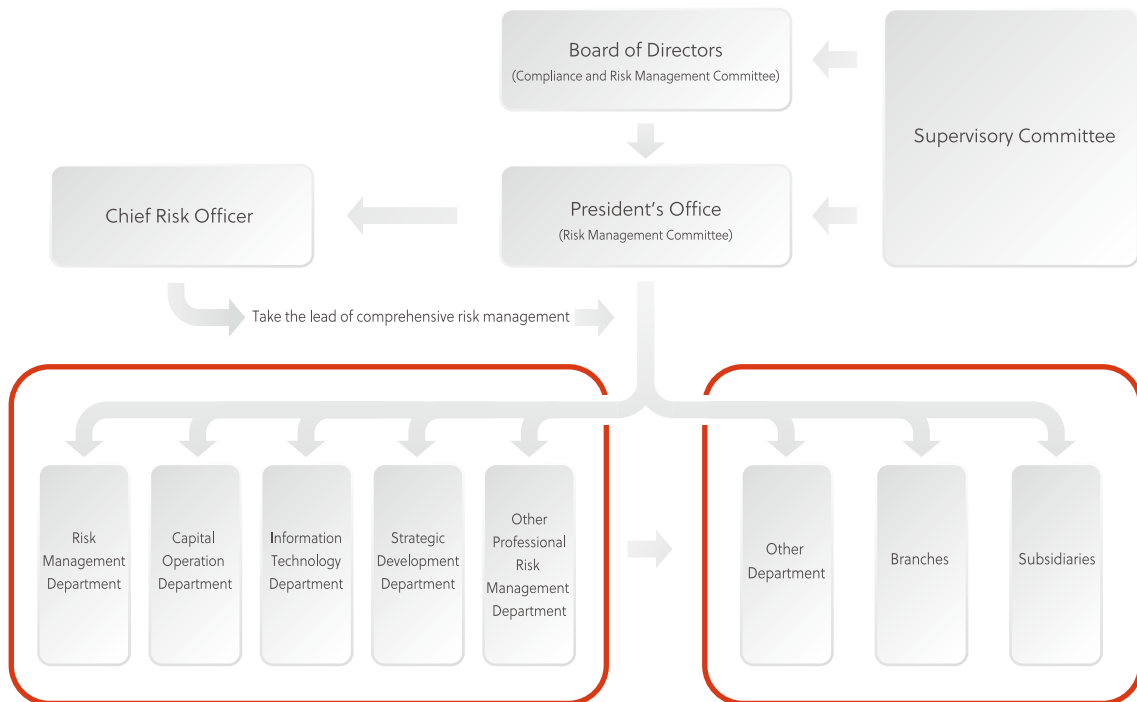 Board of Directors
(Compliance and Risk Management Committee)
Supervisory Committee
Chief Risk Officer
President’s Office
(Risk Management Committee)
Take the lead of comprehensive risk management
Risk
Management
Department
Capital
Operation
Department
Information
Technology
Department
Strategic
Development
Department
Other
Professional
Risk
Management
Department
Other
Department
Branches
Subsidiaries